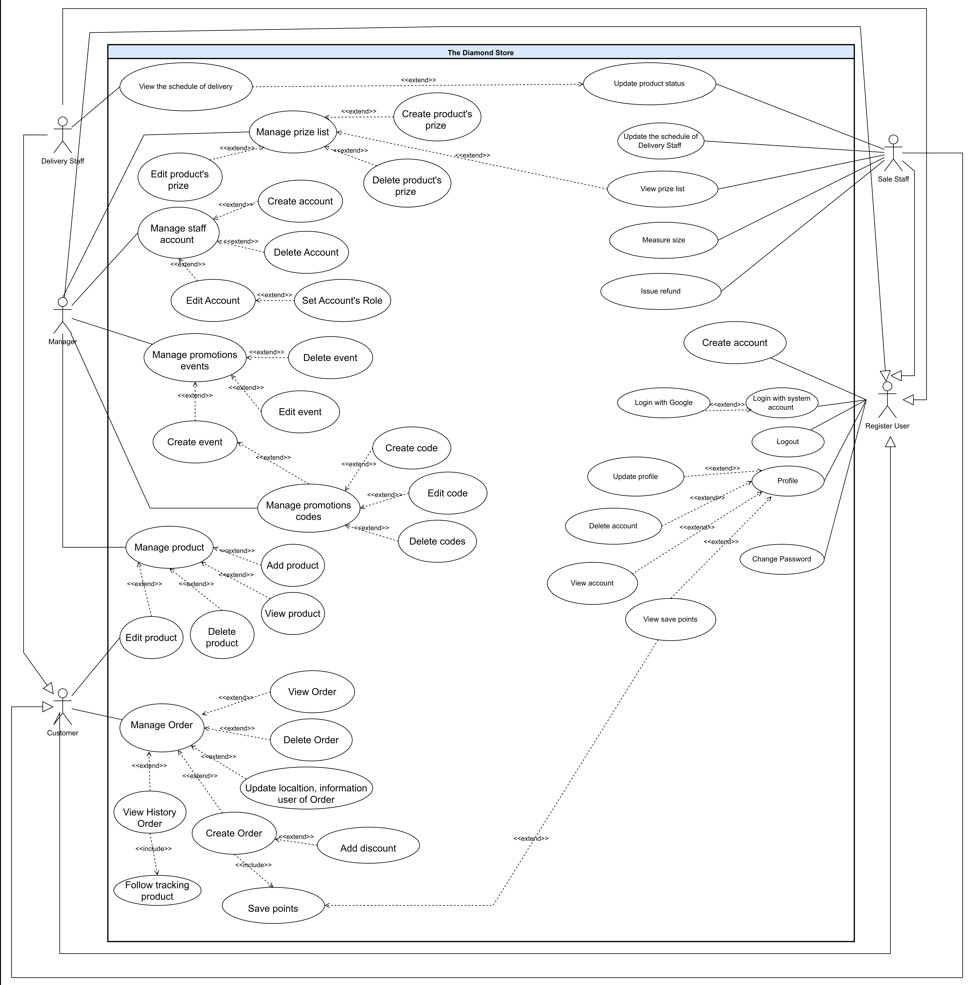 The Diamond Store
View the schedule of delivery
<<extend>>
Update product status
Create product's
prize
<<extend>>
Manage prize list
Delivery Staff
<<extend>>
<<extend>>
<<extend>>
Edit product's
prize
Delete product's
prize
Update the schedule of
Delivery Staff
Sale Staff
View prize list
Create account
<<extend>>
Manage staff
account
<<extend>>
Delete Account
Measure size
<<extend>>
Edit Account
<<extend>>
Set Account's Role
Issue refund
Manager
Create account
Manage promotions
events
<<extend>>
Delete event
<<extend>>
<<extend>>
Edit event
Login with Google
<<extend>>
Login with system
account
Register User
Create event
Logout
<<extend>>
Create code
<<extend>>
Update profile
<<extend>>
Profile
Manage promotions
codes
<<extend>>
Edit code
<<extend>>
Delete account
<<extend>>
<<extend>>
Delete codes
<<extend>>
Manage product
<<extend>>
Add product
Change Password
<<extend>>
<<extend>>
<<extend>>
View account
View product
View save points
Edit product
Delete
product
View Order
<<extend>>
Customer
Manage Order
<<extend>>
Delete Order
<<extend>>
<<extend>>
<<extend>>
Update localtion, information
user of Order
View History
Order
Create Order
<<extend>>
Add discount
<<extend>>
<<include>>
<<include>>
Follow tracking
product
Save points